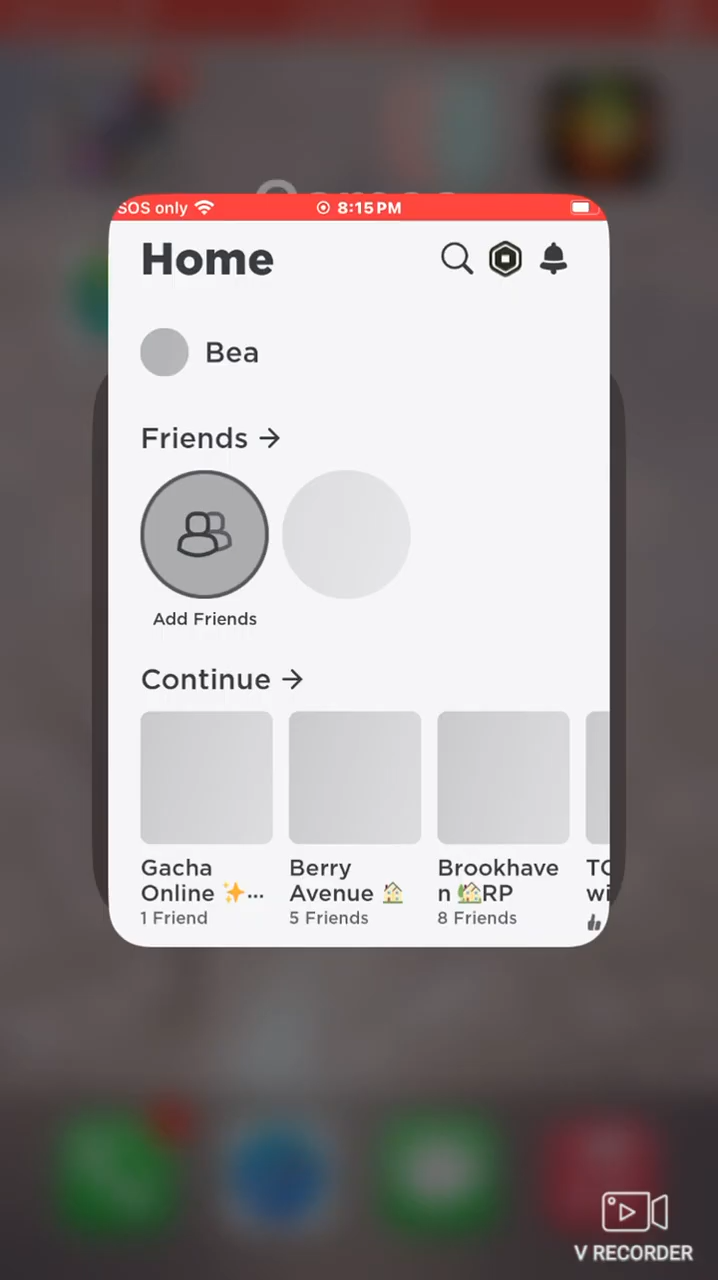 SOS only 8:15 PM
Home
Bea
Friends →
Add Friends
Continue →
Gacha
Online ✨...
1 Friend
Berry
Avenue 🏠
5 Friends
Brookhave
n 🏡RP
8 Friends
V RECORDER